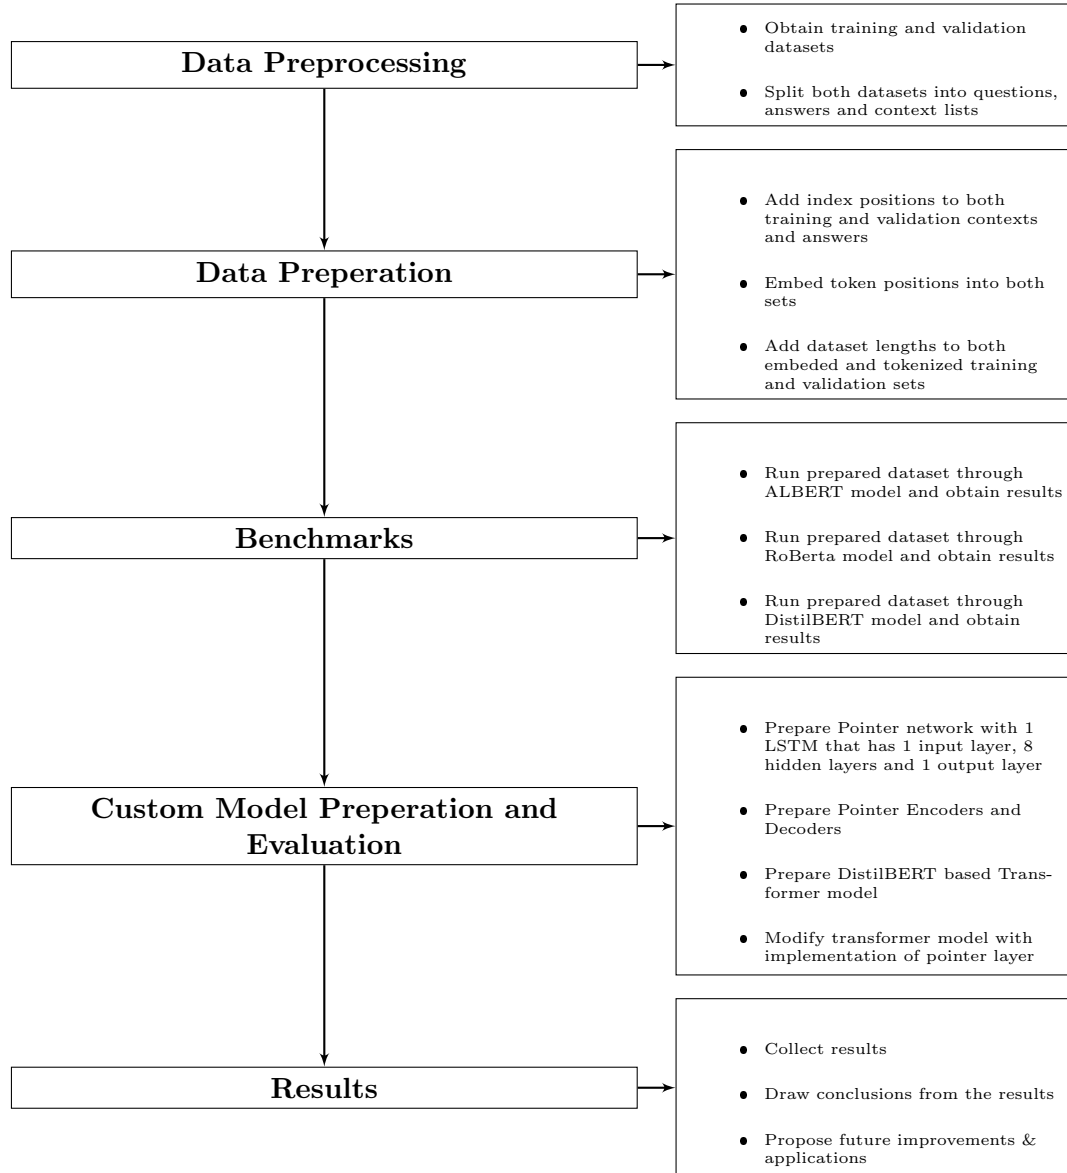 Data Preprocessing
• Obtain training and validation
datasets
• Split both datasets into questions,
answers and context lists
Data Preperation
• Add index positions to both
training and validation contexts
and answers
• Embed token positions into both
sets
• Add dataset lengths to both
embeded and tokenized training
and validation sets
Benchmarks
• Run prepared dataset through
ALBERT model and obtain results
• Run prepared dataset through
RoBerta model and obtain results
• Run prepared dataset through
DistilBERT model and obtain
results
Custom Model Preperation and
Evaluation
• Prepare Pointer network with 1
LSTM that has 1 input layer, 8
hidden layers and 1 output layer
• Prepare Pointer Encoders and
Decoders
• Prepare DistilBERT based Trans-
former model
• Modify transformer model with
implementation of pointer layer
Results
• Collect results
• Draw conclusions from the results
• Propose future improvements &
applications